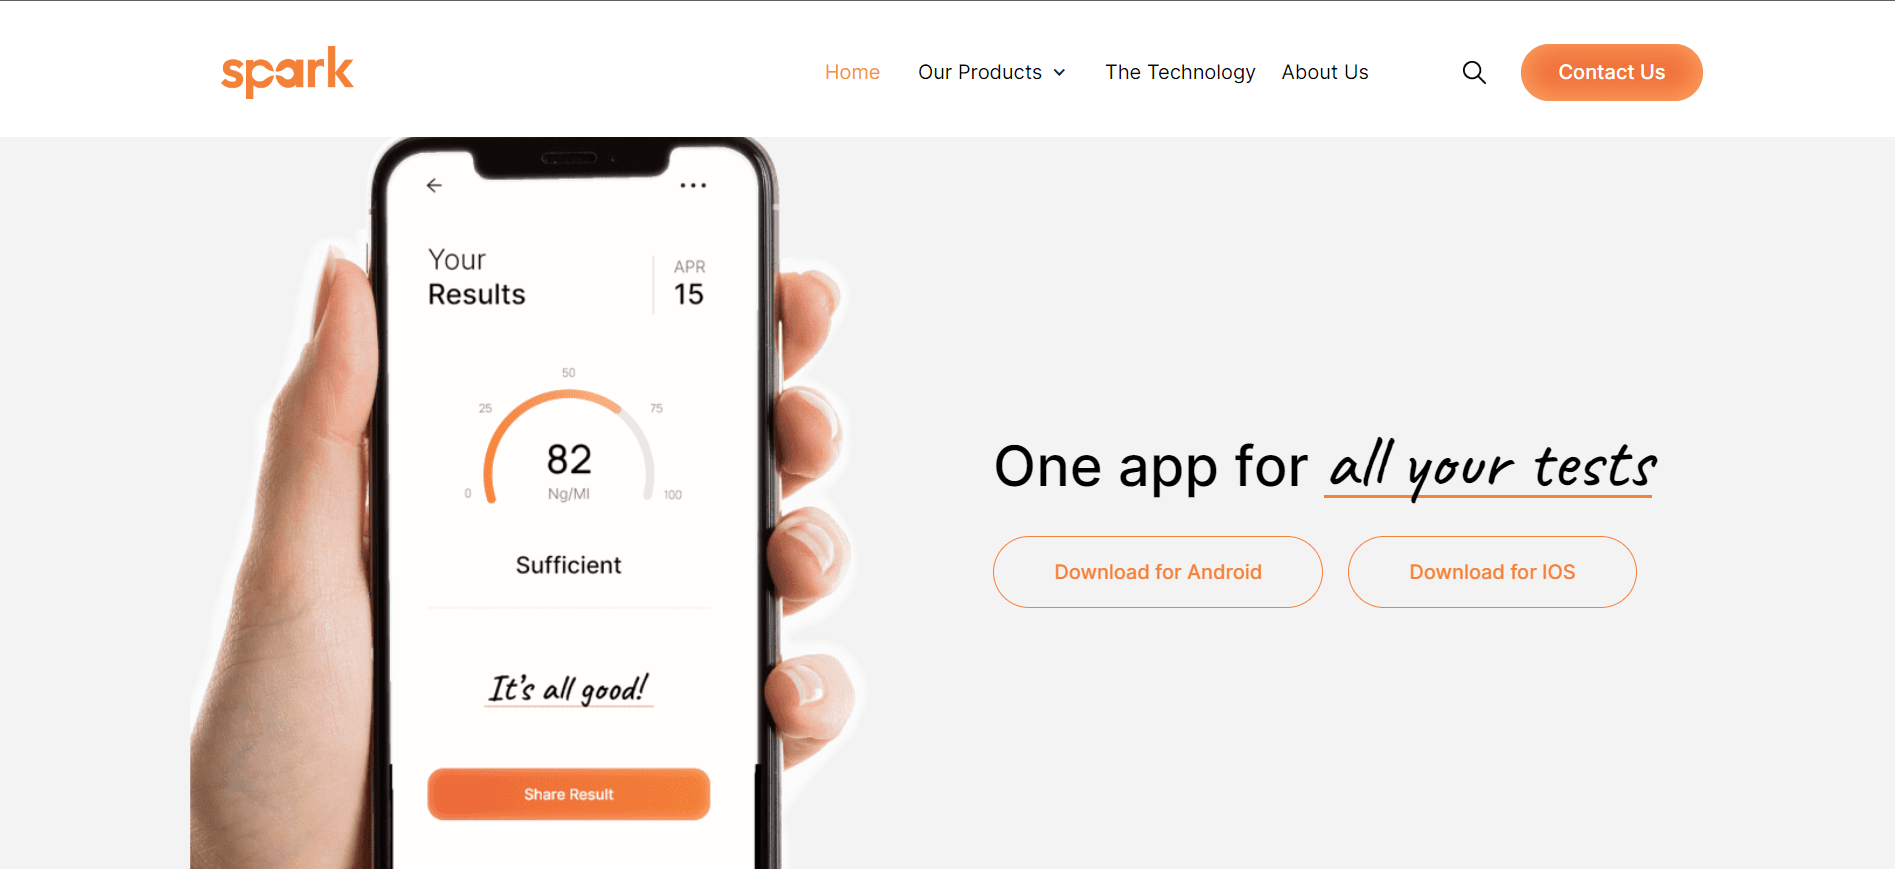 spark
Home
Our Products
The Technology
About Us
Contact Us
Your
Results
APR
15
50
25
75
82
Ng/Ml
0
100
Sufficient
It's all good!
Share Result
One app for all your tests
Download for Android
Download for IOS